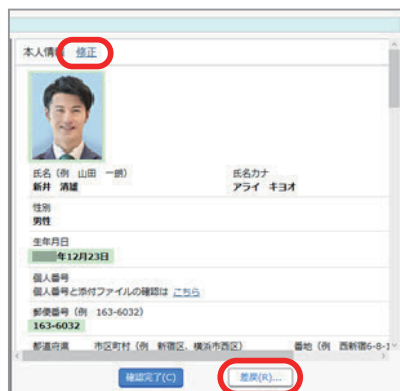 本人情 修正
氏名 (例 山田 一朗) 氏名カナ
新井 清雄 アライ キヨオ
性別
男性
生年月日
年12月23日
個人番号
個人番号と添付ファイルの確認は こちら
郵便番号 (例 163-6032)
163-6032
都道府県 市区町村 (例 新宿区、横浜市西区) 番地 (例 西新宿6-8-1
確認完了(C) 差戻(R)...